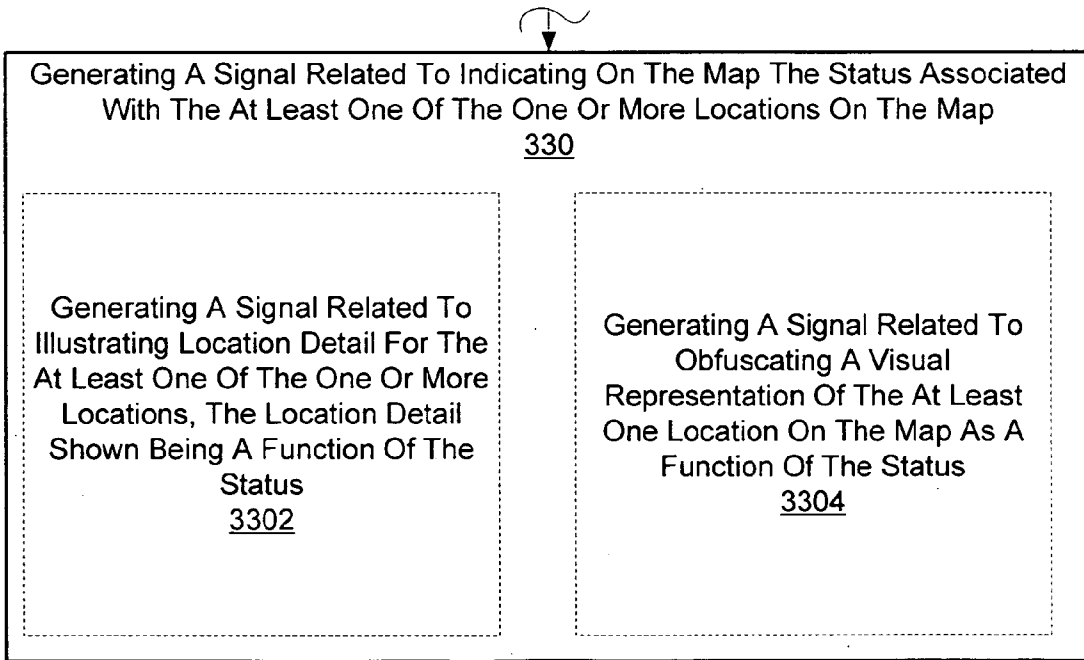 Generating A Signal Related To Indicating On The Map The Status Associated
With The At Least One Of The One Or More Locations On The Map
330
Generating A Signal Related To
Illustrating Location Detail For The
At Least One Of The One Or More
Locations, The Location Detail
Shown Being A Function Of The
Status
3302
Generating A Signal Related To
Obfuscating A Visual
Representation Of The At Least
One Location On The Map As A
Function Of The Status
3304